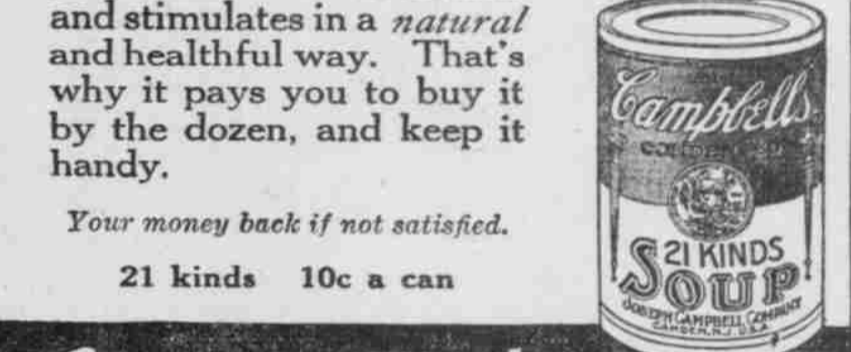 and stimulates in a natural
and healthful way. That's
why it pays you to buy it
by the dozen, and keep it
handy.
Your money back if not satisfied.
21 kinds 10c a can
Campbell's
21 KINDS
SOUP
JOSEPH CAMPBELL COMPANY
CAMDEN, N.J., U.S.A.